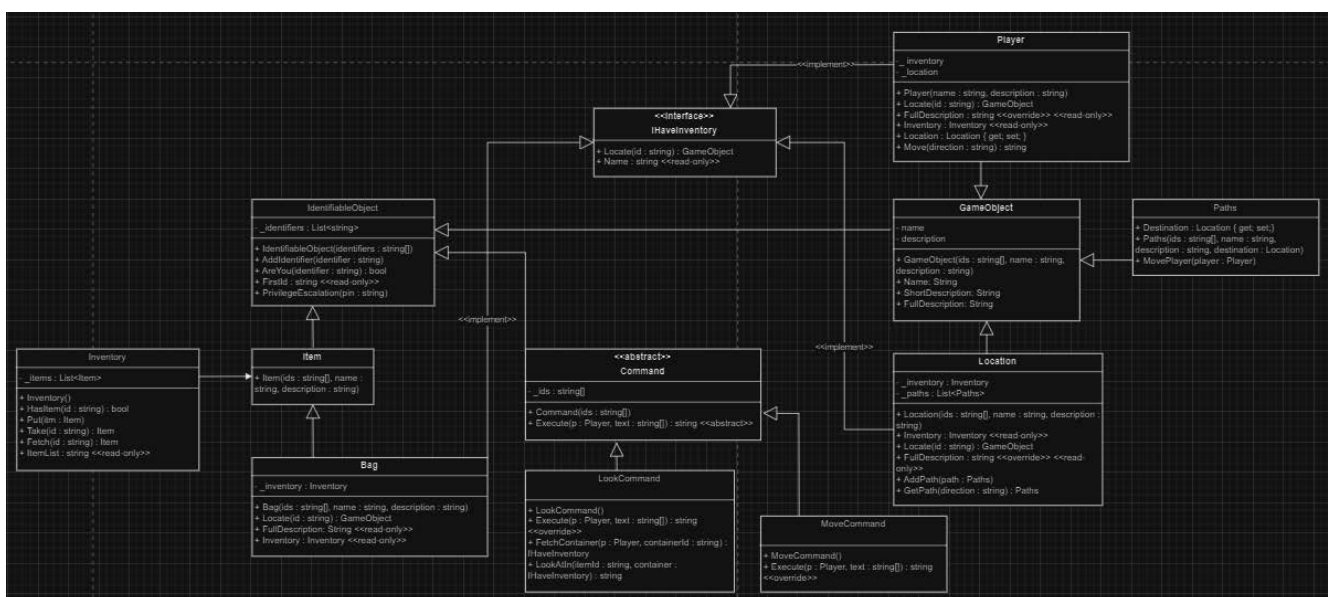 Player
- _ inventory
- _location
+ Player(name : string, description : string)
+ Locate(id : string) : GameObject
+ FullDescription : string <<override>> <<read-only>>
+ Inventory : Inventory <<read-only>>
+ Location : Location { get; set; }
+ Move(direction : string) : string
<<implement>>
<<Interface>>
IHaveInventory
+ Locate(id : string) : GameObject
+ Name : string <<read-only>>
IdentifiableObject
- _identifiers : List<string>
+ IdentifiableObject(identifiers : string[])
+ AddIdentifier(identifier : string)
+ AreYou(identifier : string) : bool
+ FirstId : string <<read-only>>
+ PrivilegeEscalation(pin : string)
GameObject
- name
- description
+ GameObject(ids : string[], name : string,
description : string)
+ Name: String
+ ShortDescription: String
+ FullDescription: String
Paths
+ Destination : Location { get; set;}
+ Paths(ids : string[], name : string,
description : string, destination : Location)
+ MovePlayer(player : Player)
<<implement>>
<<implement>>
Inventory
- _items : List<Item>
+ Inventory()
+ HasItem(id : string) : bool
+ Put(itm : Item)
+ Take(id : string) : Item
+ Fetch(id : string) : Item
+ ItemList : string <<read-only>>
Item
+ Item(ids : string[], name :
string, description : string)
<<abstract>>
Command
- _ids : string[]
+ Command(ids : string[])
+ Execute(p : Player, text : string[]) : string <<abstract>>
Location
- _inventory : Inventory
- _paths : List<Paths>
+ Location(ids : string[], name : string, description :
string)
+ Inventory : Inventory <<read-only>>
+ Locate(id : string) : GameObject
+ FullDescription : string <<override>> <<read-
only>>
+ AddPath(path : Paths)
+ GetPath(direction : string) : Paths
Bag
- _inventory : Inventory
+ Bag(ids : string[], name : string, description : string)
+ Locate(id : string) : GameObject
+ FullDescription: String <<read-only>>
+ Inventory : Inventory <<read-only>>
LookCommand
+ LookCommand()
+ Execute(p : Player, text : string[]) : string
<<override>>
+ FetchContainer(p : Player, containerId : string) :
IHaveInventory
+ LookAtIn(itemId : string, container :
IHaveInventory) : string
MoveCommand
+ MoveCommand()
+ Execute(p : Player, text : string[]) : string
<<override>>